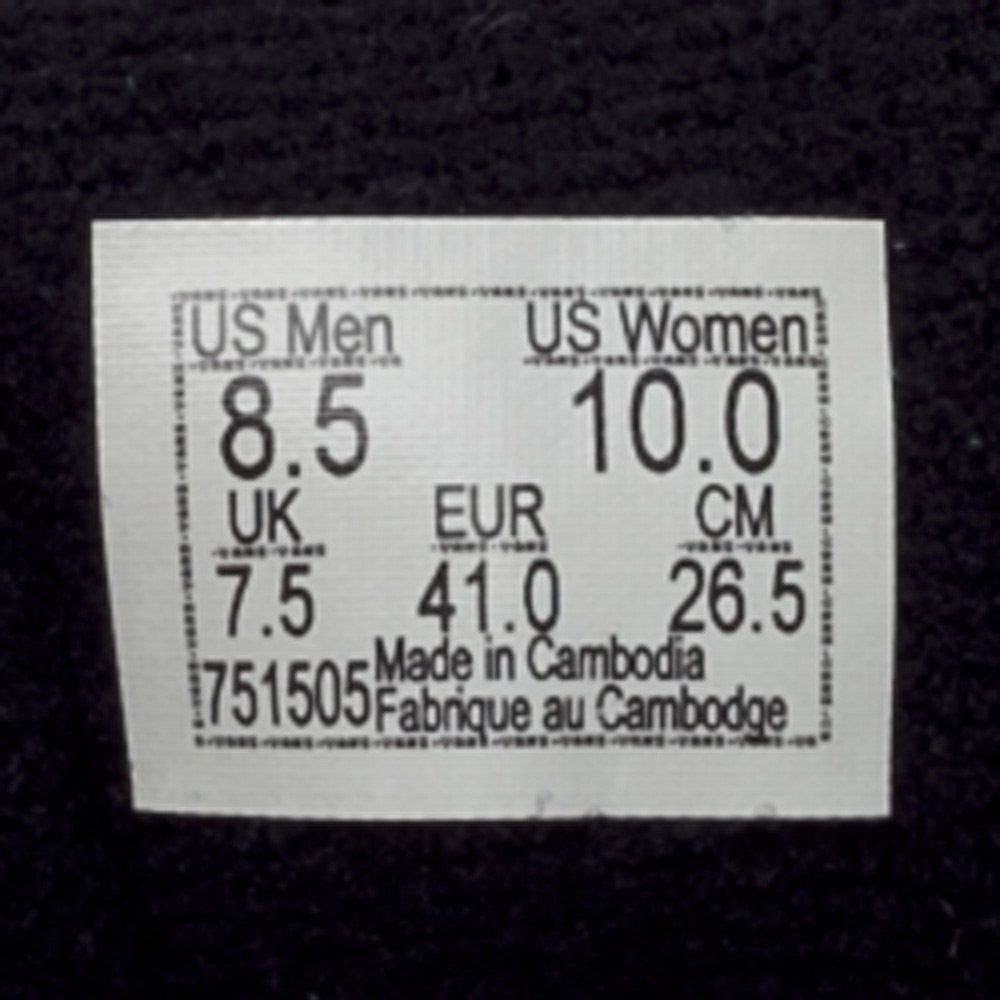 US Men US Women
8.5 10.0
UK EUR CM
7.5 41.0 26.5
751505 Made in Cambodia
Fabrique au Cambodge